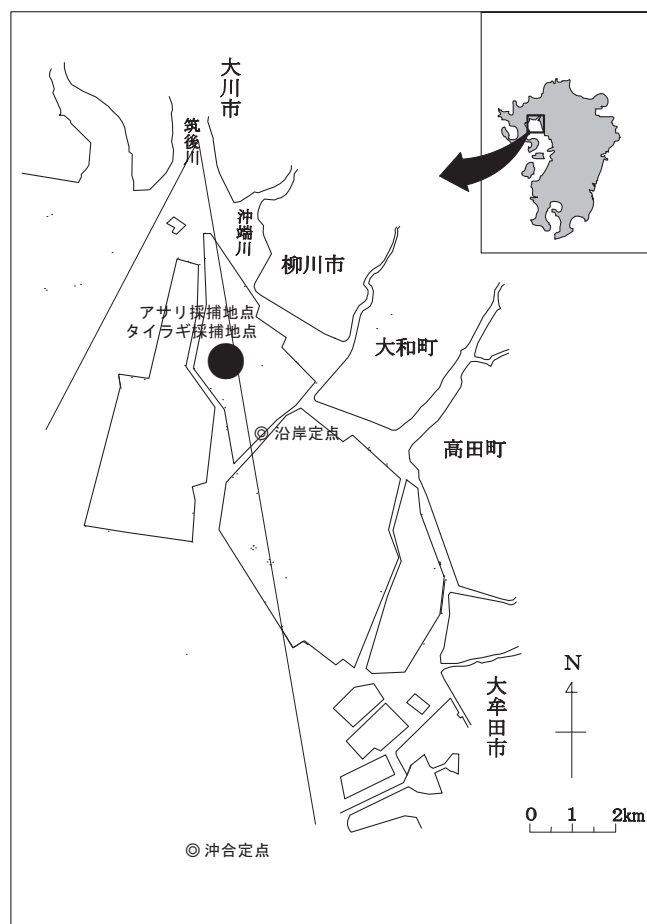 大川市
筑後川
沖端川
柳川市
アサリ採捕地点
タイラギ採捕地点
大和町
沿岸定点
高田町
N
大牟田市
0 1 2km
沖合定点